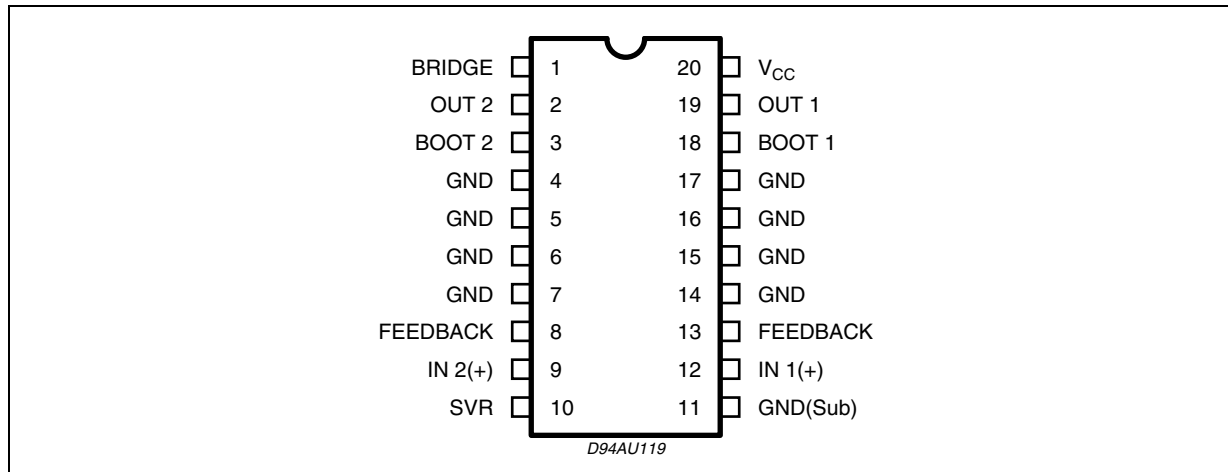 BRIDGE 1 20 VCC
OUT 2 2 19 OUT 1
BOOT 2 3 18 BOOT 1
GND 4 17 GND
GND 5 16 GND
GND 6 15 GND
GND 7 14 GND
FEEDBACK 8 13 FEEDBACK
IN 2(+) 9 12 IN 1(+)
SVR 10 11 GND(Sub)
D94AU119